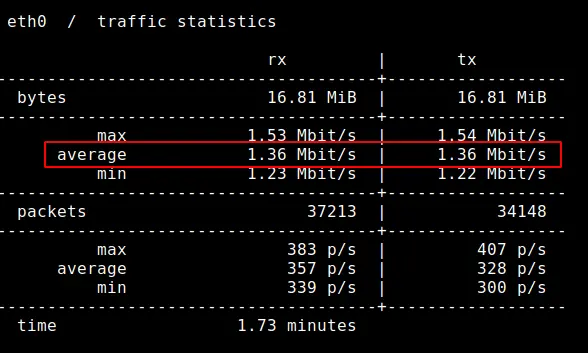 eth0  /  traffic statistics
rx         |       tx
--------------------------------------+------------------
bytes                    16.81 MiB  |      16.81 MiB
--------------------------------------+------------------
max            1.53 Mbit/s  |    1.54 Mbit/s
average            1.36 Mbit/s  |    1.36 Mbit/s
min            1.23 Mbit/s  |    1.22 Mbit/s
--------------------------------------+------------------
packets                        37213  |          34148
--------------------------------------+------------------
max                383 p/s  |        407 p/s
average                357 p/s  |        328 p/s
min                339 p/s  |        300 p/s
--------------------------------------+------------------
time                  1.73 minutes